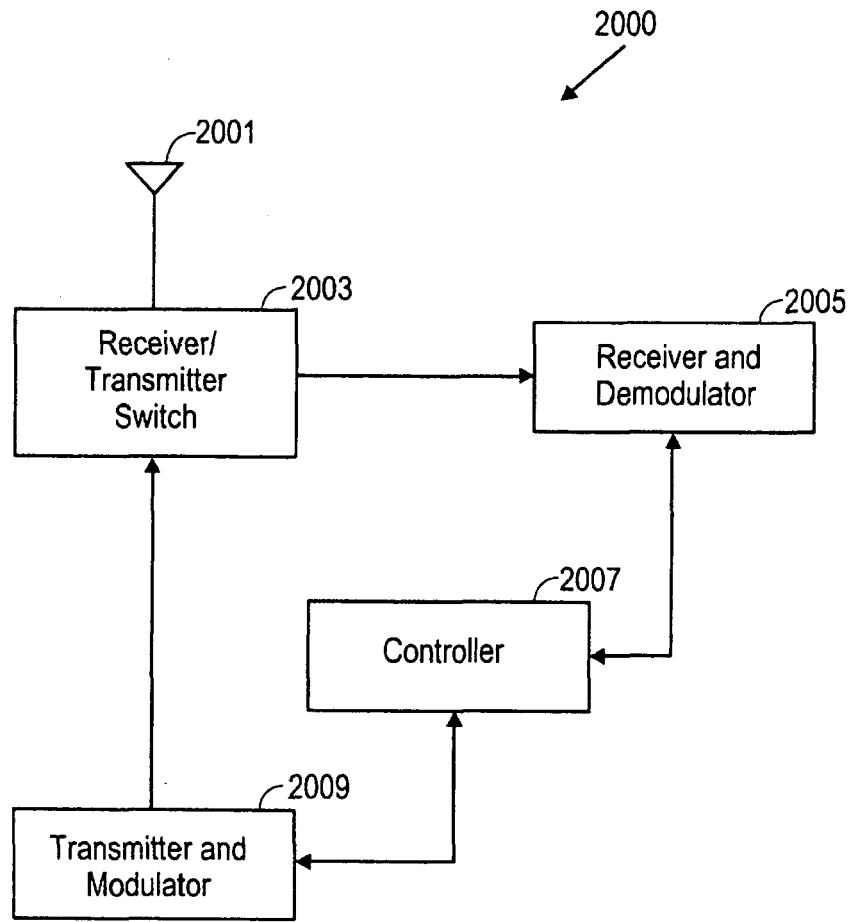 2000
2001
2003
Receiver/
Transmitter
Switch
2005
Receiver and
Demodulator
2007
Controller
2009
Transmitter and
Modulator